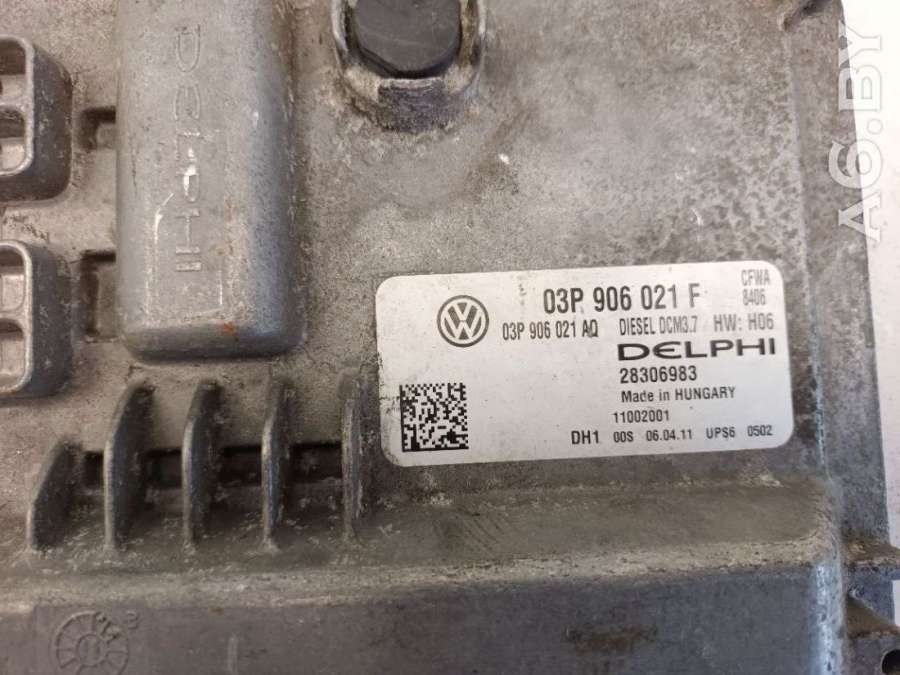 DELPHI
A6.BY
03P 906 021 F
CFWA
8406
03P 906 021 AQ DIESEL DCM3.7 HW: H06
DELPHI
28306983
Made in HUNGARY
11002001
DH1 00S 06.04.11 UPS6 0502